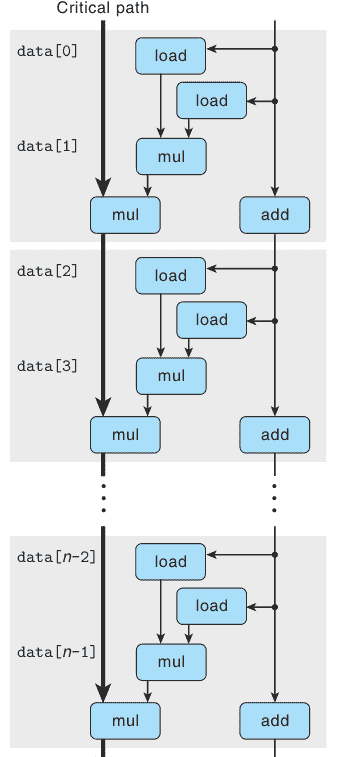 Critical path
data[0]
load
load
data[1]
mul
mul
add
data[2]
load
load
data[3]
mul
mul
add
data[n-2]
load
load
data[n-1]
mul
mul
add